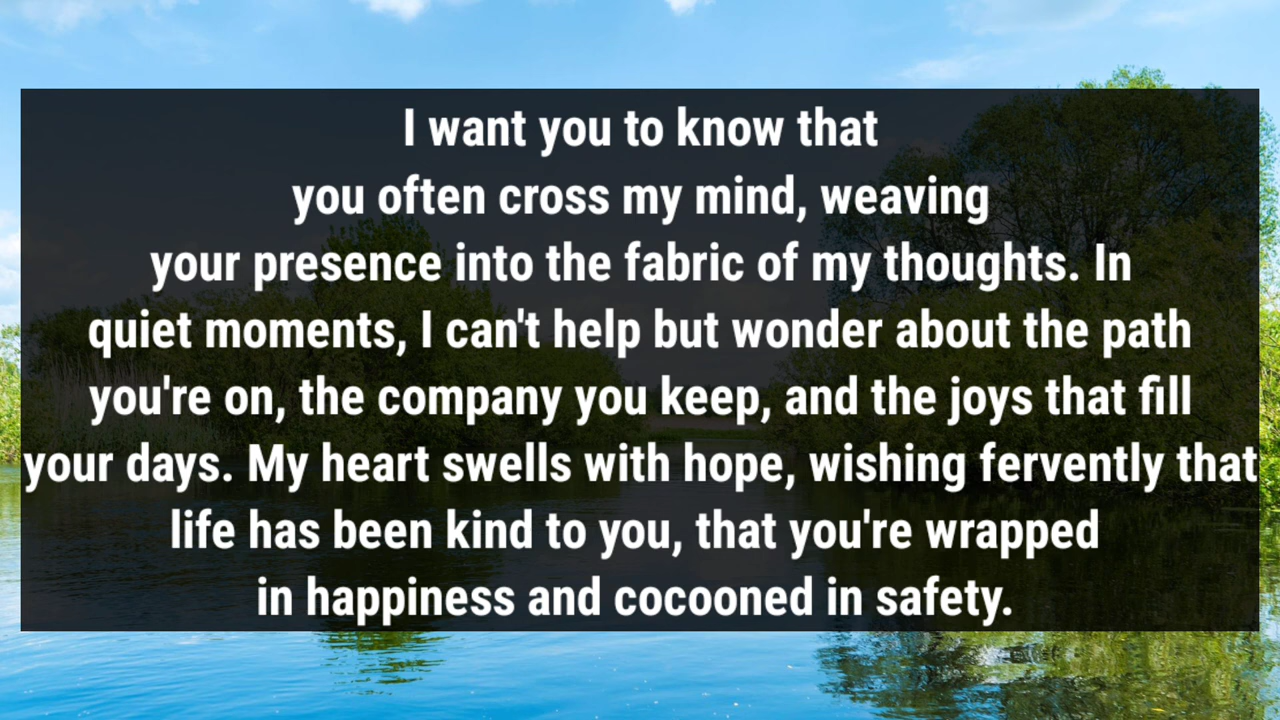 I want you to know that
you often cross my mind, weaving
your presence into the fabric of my thoughts. In
quiet moments, I can't help but wonder about the path
you're on, the company you keep, and the joys that fill
your days. My heart swells with hope, wishing fervently that
life has been kind to you, that you're wrapped
in happiness and cocooned in safety.